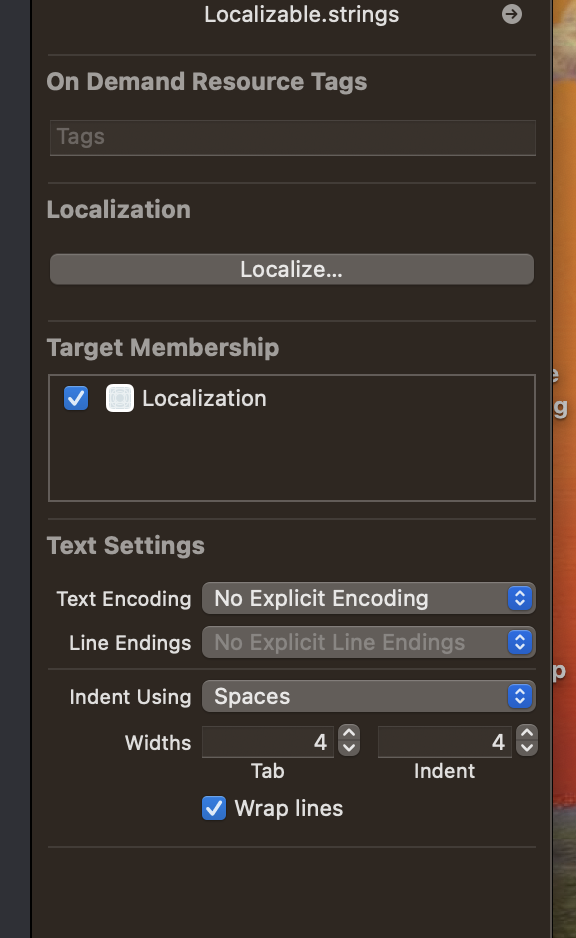 Localizable.strings
On Demand Resource Tags
Tags
Localization
Localize...
Target Membership
Localization
Text Settings
Text Encoding No Explicit Encoding
Line Endings No Explicit Line Endings
Indent Using Spaces
Widths 4 4
Tab Indent
Wrap lines